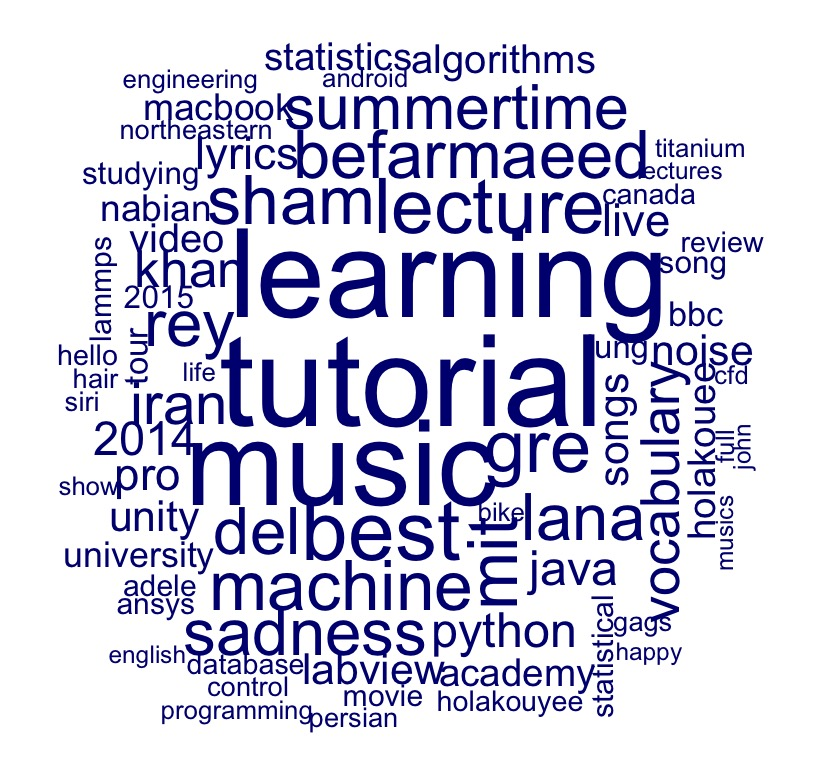 statistics
algorithms
engineering
android
macbook
summertime
northeastern
lyrics
befarmaeed
titanium
lectures
studying
sham
lecture
canada
nabian
live
video
learning
review
khan
song
lammps
2015
rey
bbc
hello
tour
life
tutorial
ung
noise
hair
cfd
siri
iran
songs
vocabulary
holakouee
2014
music
gre
full
john
pro
show
bike
unity
del
best
mit
lana
musics
university
java
adele
machine
ansys
sadness
python
statistical
gags
english
database
labview
academy
happy
control
movie
holakouyee
programming
persian